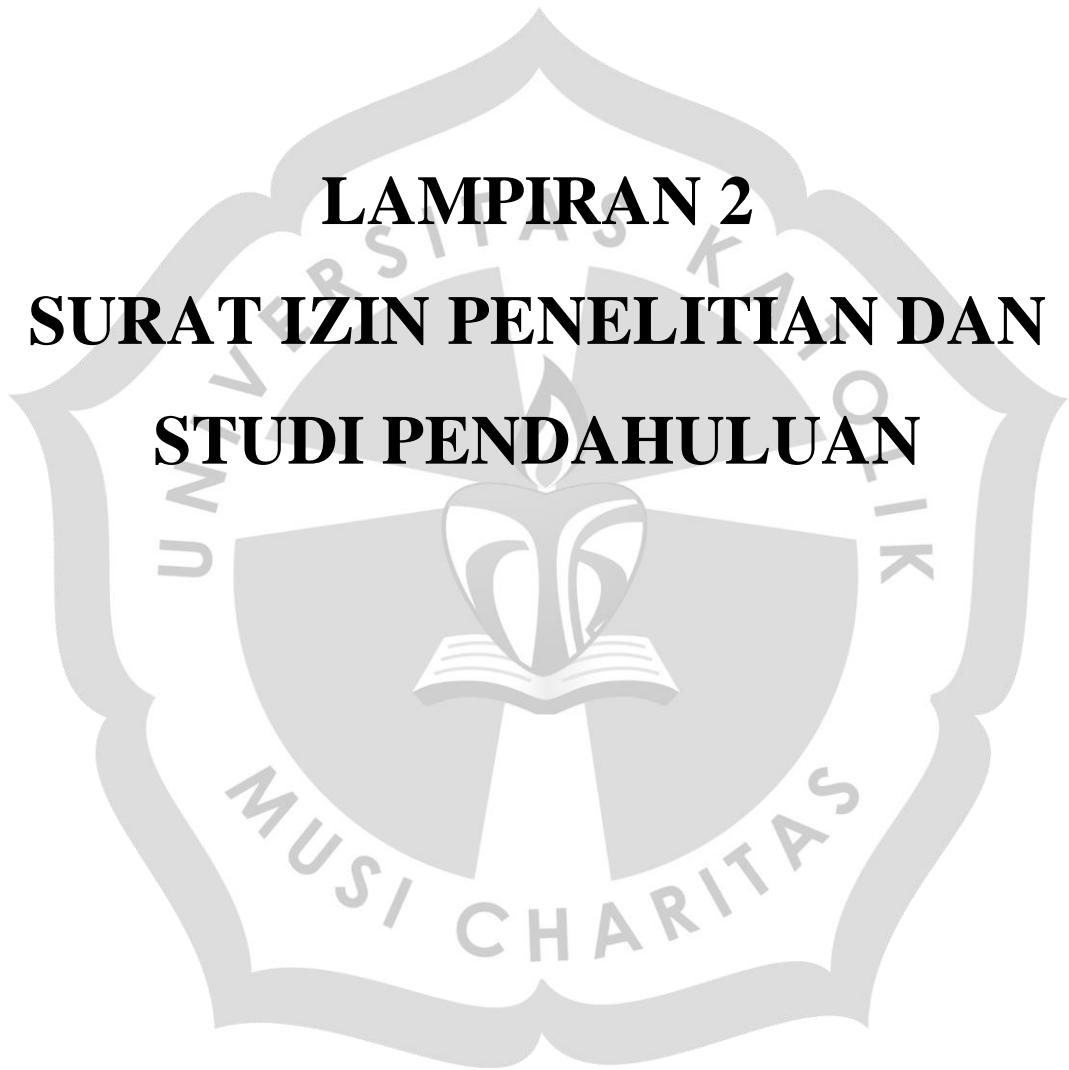 LAMPIRAN 2
SURAT IZIN PENELITIAN DAN
STUDI PENDAHULUAN
UNIVERSITAS KATOLIK
MUSI CHARITAS